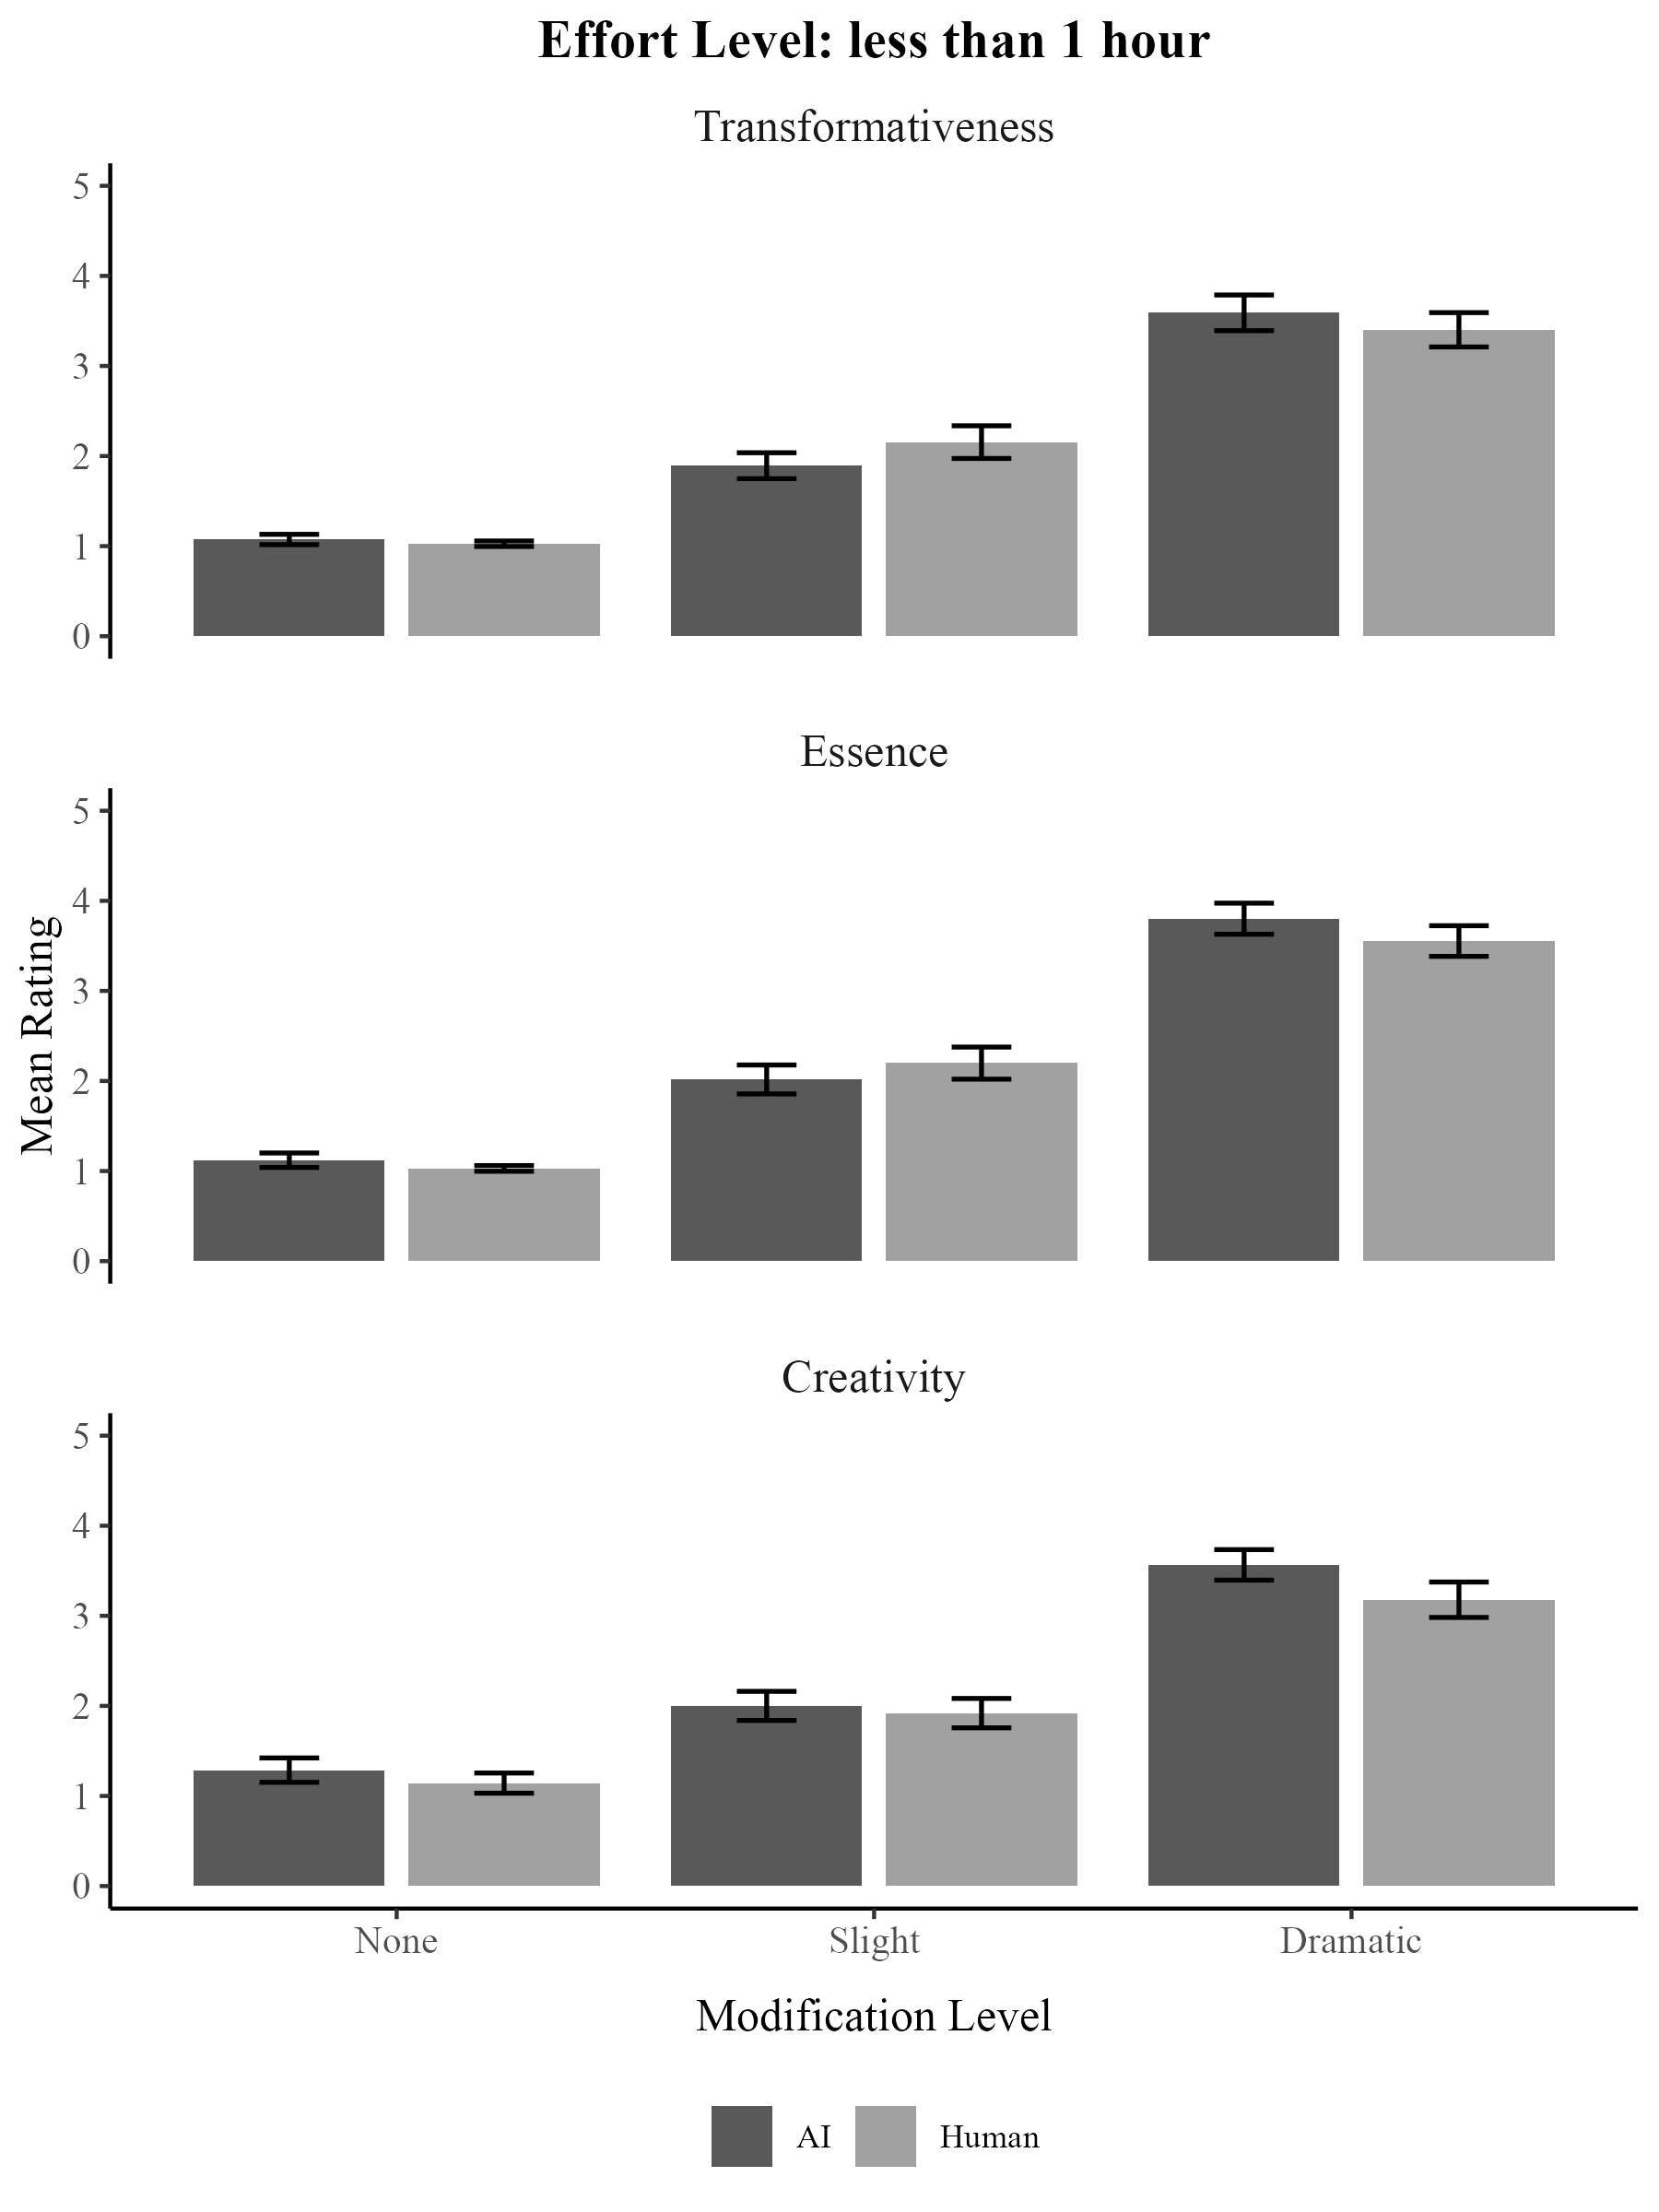 Effort Level: less than 1 hour
Transformativeness
5
4
3
2
1
0
Essence
5
4
3
2
1
0
Mean Rating
Creativity
5
4
3
2
1
0
None Slight Dramatic
Modification Level
AI Human